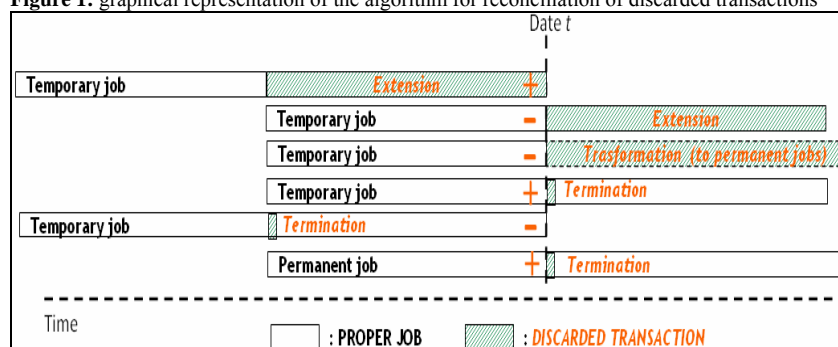 Figure 1: graphical representation of the algorithm for reconciliation of discarded transactions
Date t
Temporary job Extension +
Temporary job - Extension
Temporary job - Trasformation (to permanent jobs)
Temporary job + Termination
Temporary job Termination -
Permanent job + Termination
Time
: PROPER JOB : DISCARDED TRANSACTION